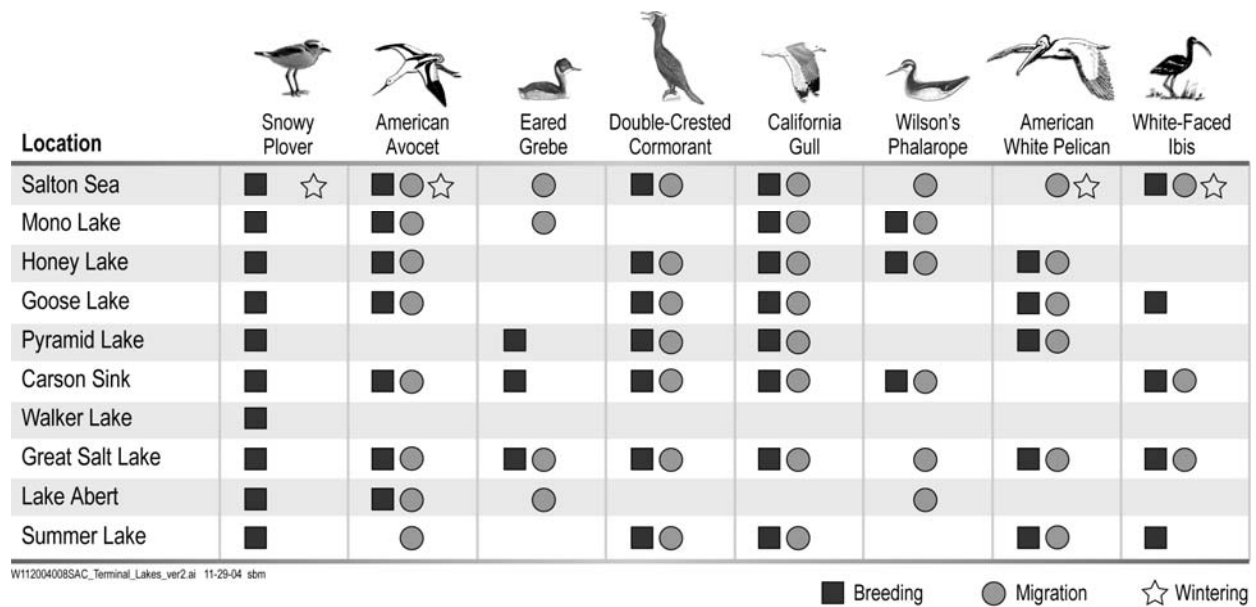 Location
Snowy Plover
American Avocet
Eared Grebe
Double-Crested Cormorant
California Gull
Wilson's Phalarope
American White Pelican
White-Faced Ibis
Salton Sea
Mono Lake
Honey Lake
Goose Lake
Pyramid Lake
Carson Sink
Walker Lake
Great Salt Lake
Lake Abert
Summer Lake
W112004008SAC_Terminal_Lakes_ver2.ai 11-29-04 sbm
Breeding
Migration
Wintering